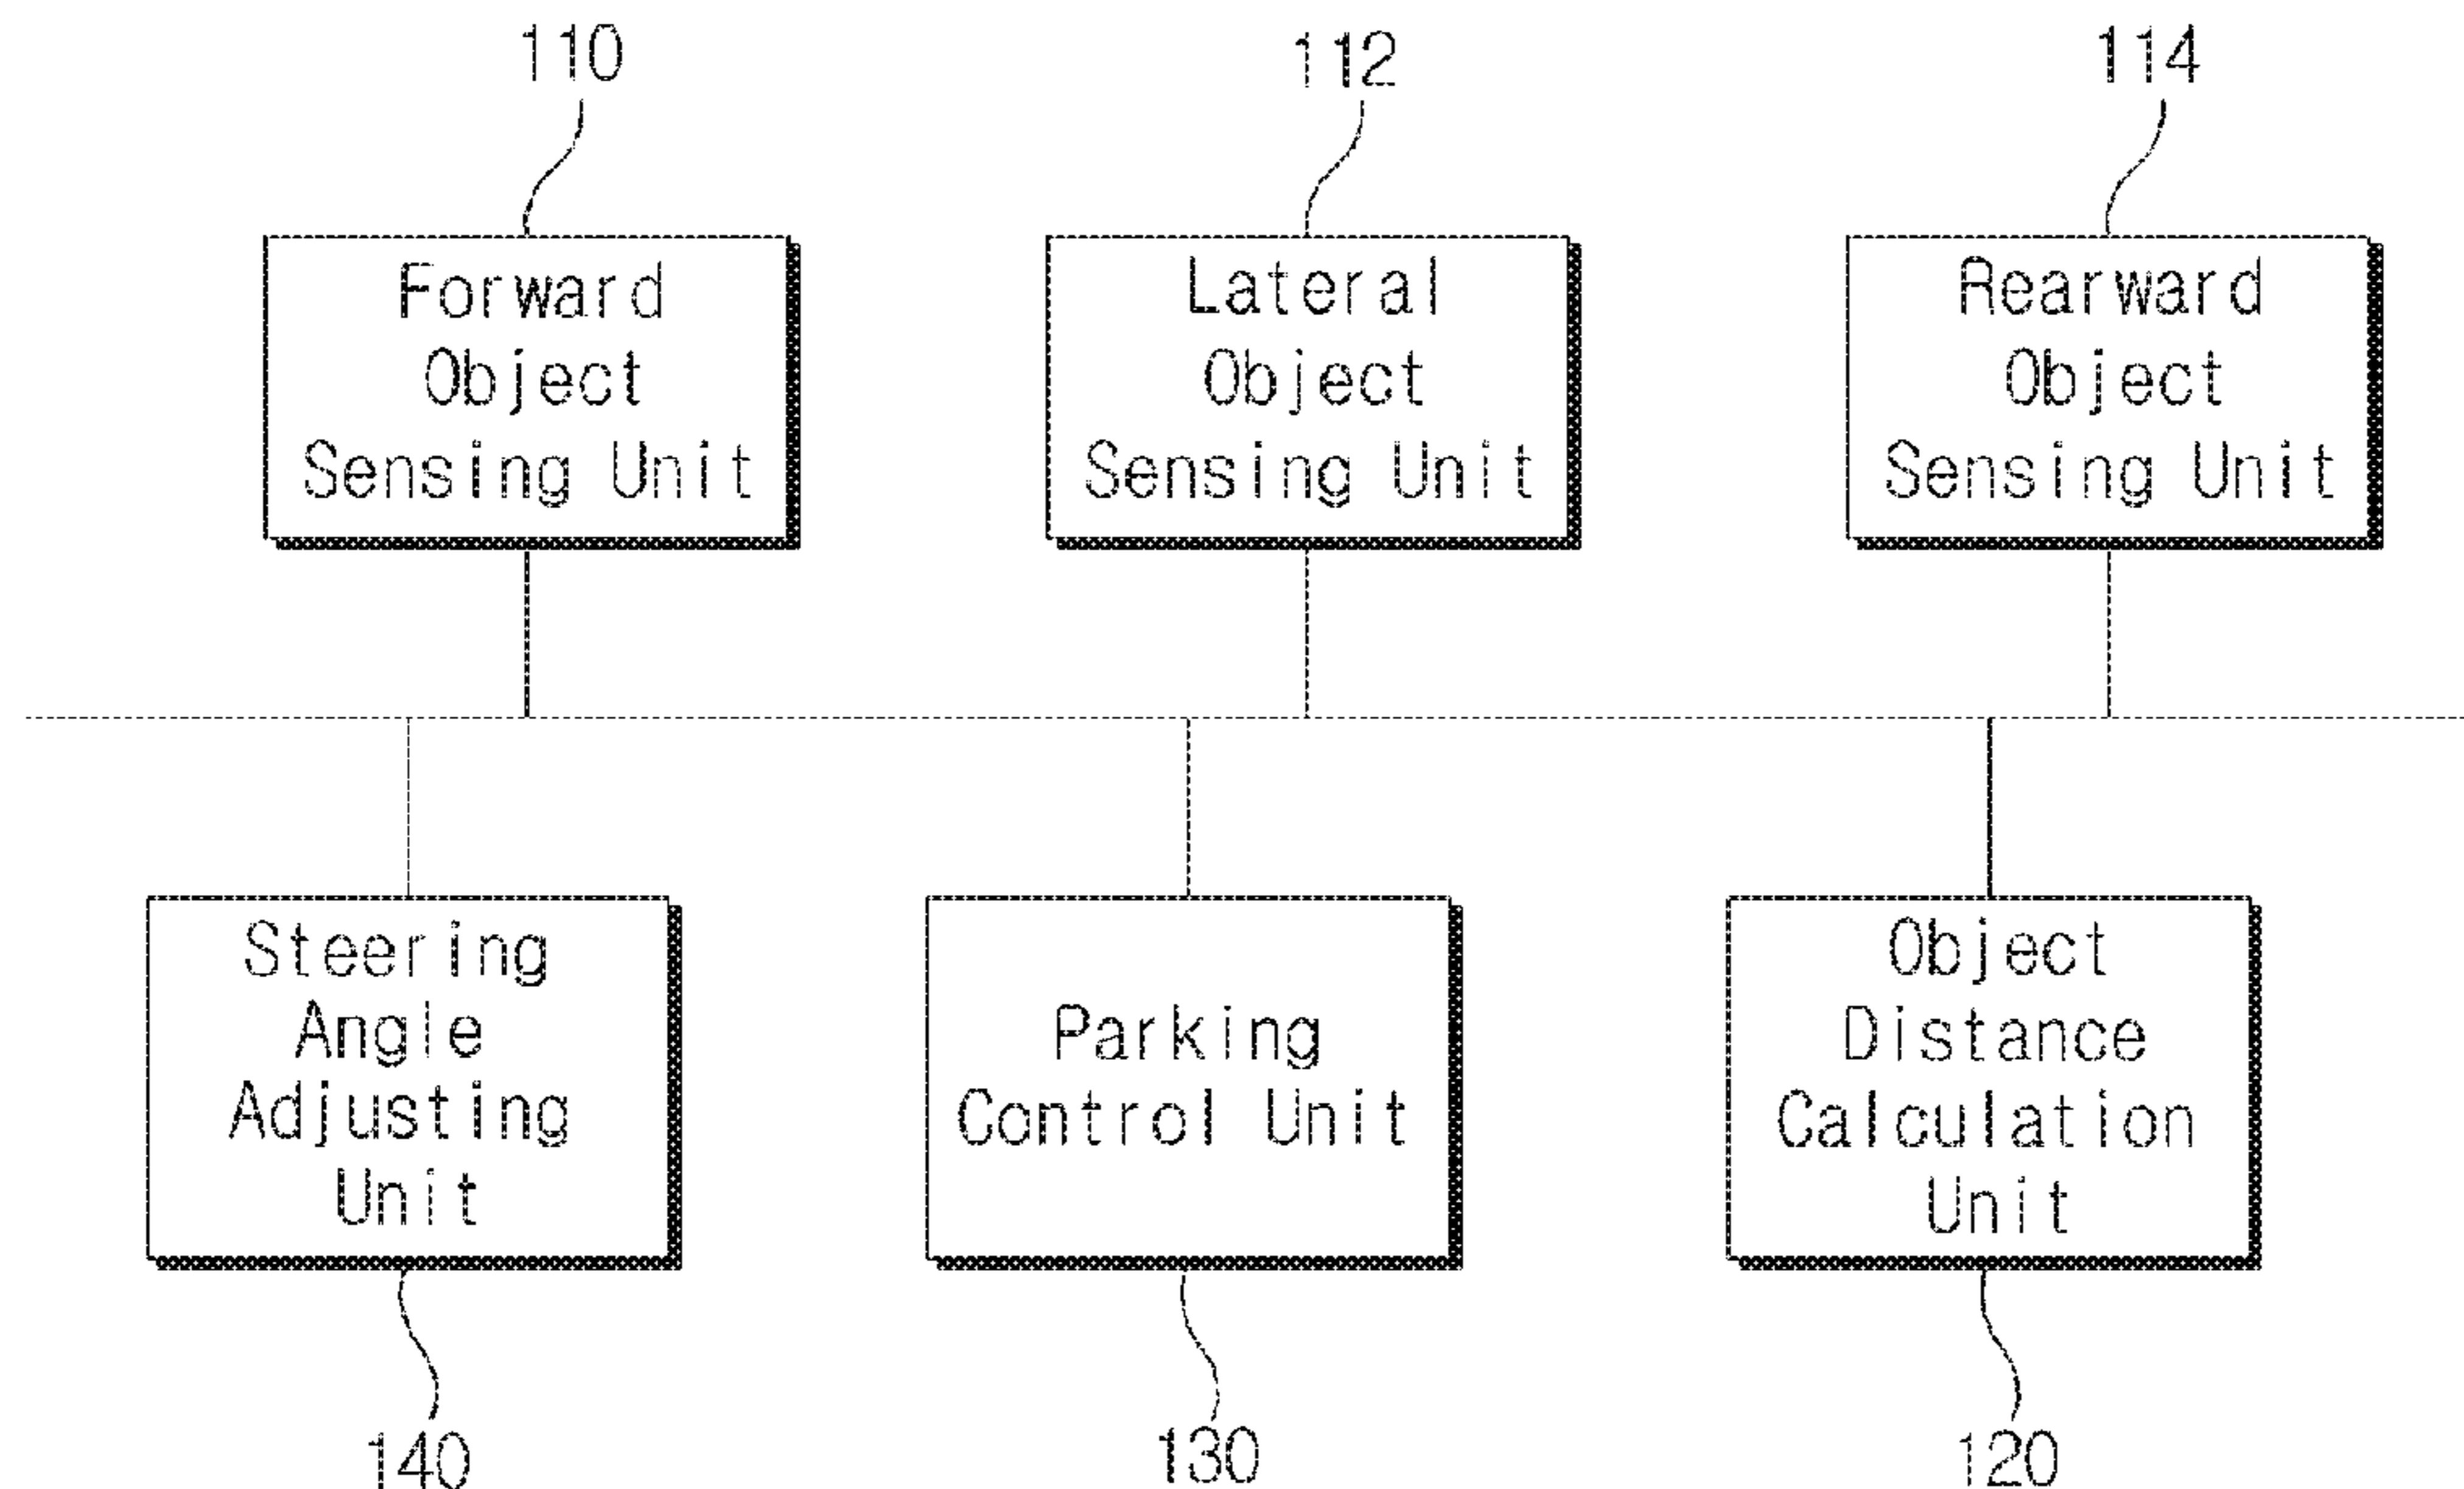 110
112
114
Forward
Object
Sensing Unit
Lateral
Object
Sensing Unit
Rearward
Object
Sensing Unit
Steering
Angle
Adjusting
Unit
Parking
Control Unit
Object
Distance
Calculation
Unit
140
130
120